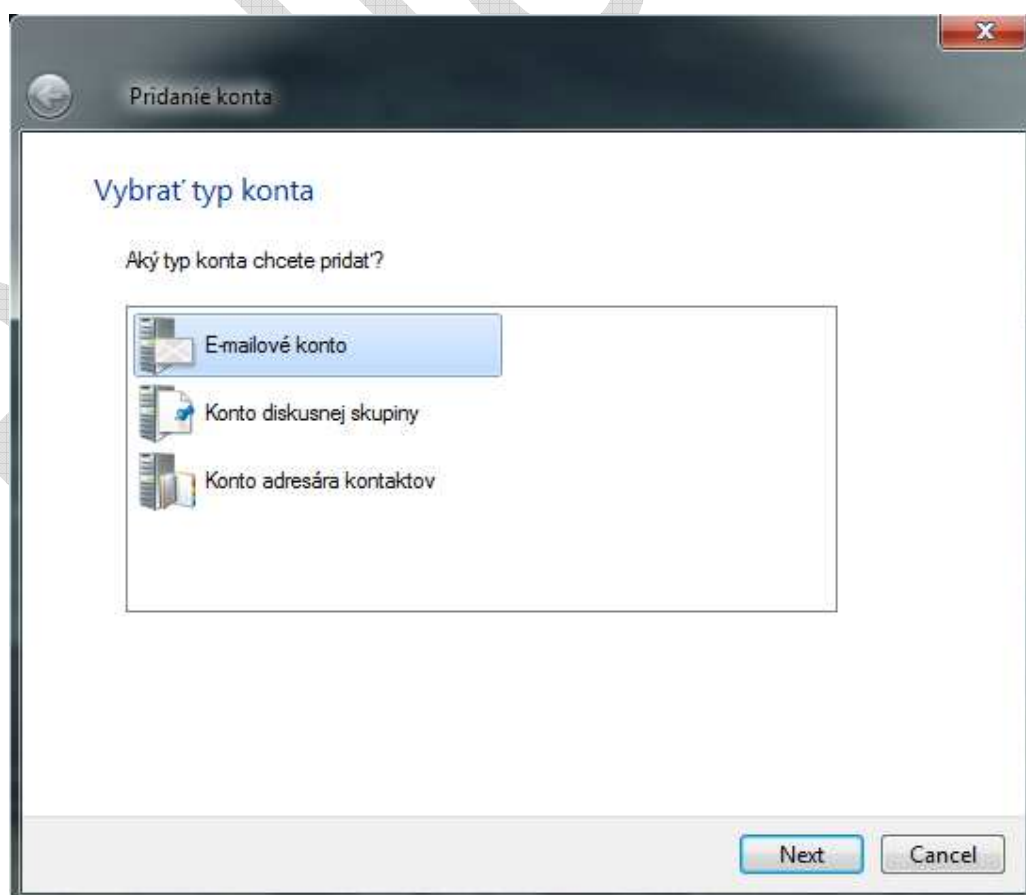 Pridanie konta
Vybrať typ konta
Aký typ konta chcete pridať?
E-mailové konto
Konto diskusnej skupiny
Konto adresára kontaktov
Next
Cancel